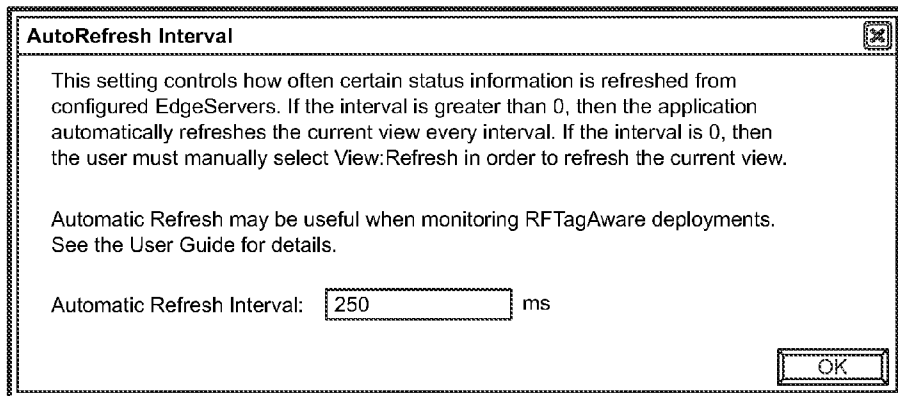 AutoRefresh Interval
This setting controls how often certain status information is refreshed from
configured EdgeServers. If the interval is greater than 0, then the application
automatically refreshes the current view every interval. If the interval is 0, then
the user must manually select View:Refresh in order to refresh the current view.
Automatic Refresh may be useful when monitoring RFTagAware deployments.
See the User Guide for details.
Automatic Refresh Interval: 250 ms
OK